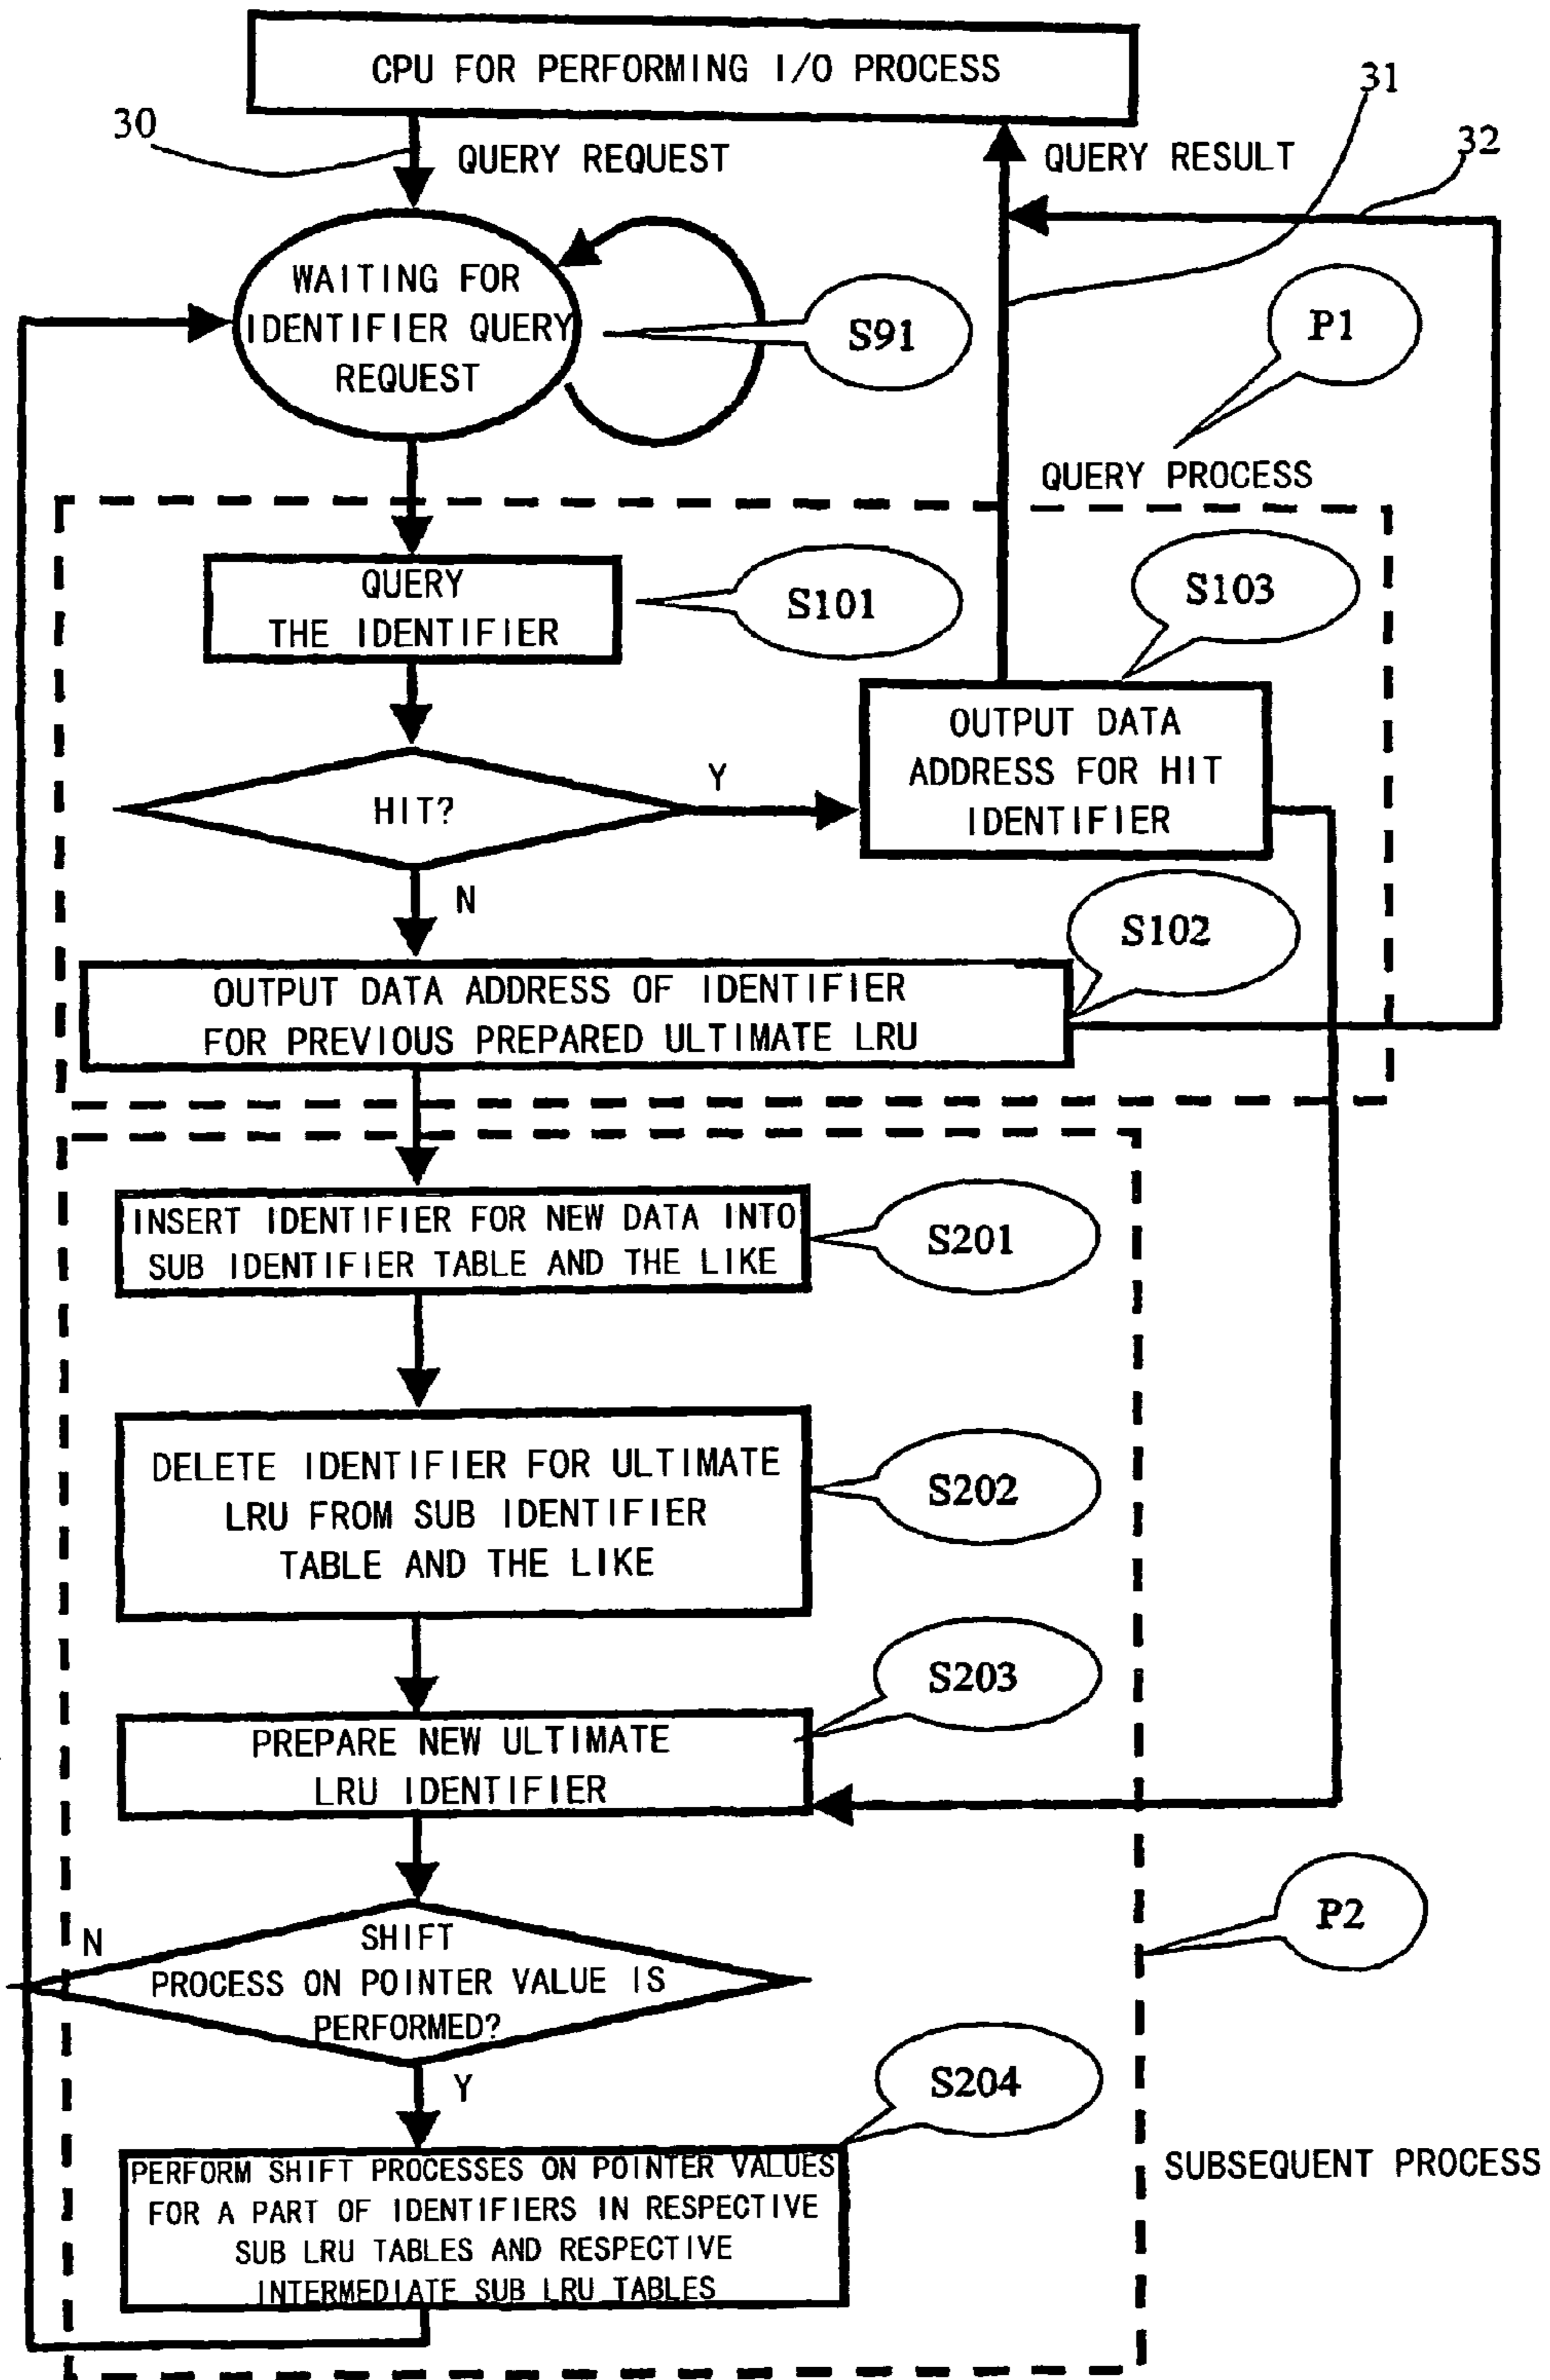 CPU FOR PERFORMING I/O PROCESS
31
30
QUERY REQUEST
QUERY RESULT
32
WAITING FOR
IDENTIFIER QUERY
REQUEST
S91
P1
QUERY PROCESS
QUERY
THE IDENTIFIER
S101
S103
OUTPUT DATA
ADDRESS FOR HIT
IDENTIFIER
HIT?
Y
N
S102
OUTPUT DATA ADDRESS OF IDENTIFIER
FOR PREVIOUS PREPARED ULTIMATE LRU
INSERT IDENTIFIER FOR NEW DATA INTO
SUB IDENTIFIER TABLE AND THE LIKE
S201
DELETE IDENTIFIER FOR ULTIMATE
LRU FROM SUB IDENTIFIER
TABLE AND THE LIKE
S202
S203
PREPARE NEW ULTIMATE
LRU IDENTIFIER
P2
N
SHIFT
PROCESS ON POINTER VALUE IS
PERFORMED?
Y
S204
PERFORM SHIFT PROCESSES ON POINTER VALUES
FOR A PART OF IDENTIFIERS IN RESPECTIVE
SUB LRU TABLES AND RESPECTIVE
INTERMEDIATE SUB LRU TABLES
SUBSEQUENT PROCESS